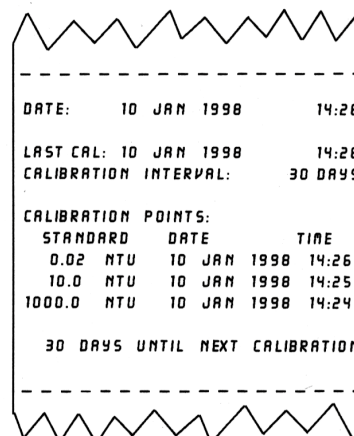 DATE: 10 JAN 1998 14:28
LAST CAL: 10 JAN 1998 14:28
CALIBRATION INTERVAL: 30 DAYS
CALIBRATION POINTS:
STANDARD DATE TIME
0.02 NTU 10 JAN 1998 14:26
10.0 NTU 10 JAN 1998 14:25
1000.0 NTU 10 JAN 1998 14:24
30 DAYS UNTIL NEXT CALIBRATION